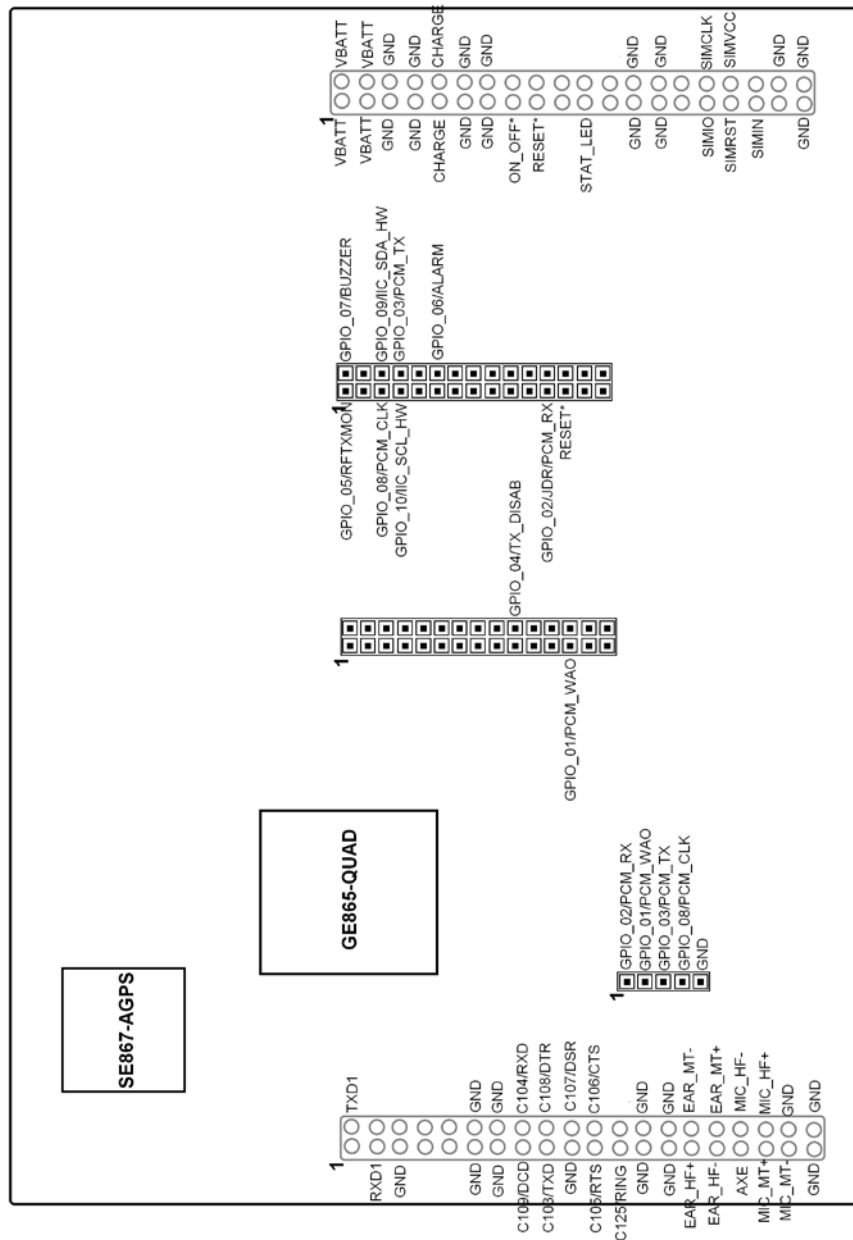 SE867-AGPS
GE865-QUAD
1
TXD1
RXD1
GND
GND GND
GND GND
C109/DCD C104/RXD
C103/TXD C108/DTR
GND C107/DSR
C105/RTS C106/CTS
C125/RING
GND GND
GND GND
EAR_HF+ EAR_MT-
EAR_HF- EAR_MT+
AXE MIC_HF-
MIC_MT+ MIC_HF+
MIC_MT- GND
GND GND
1
GPIO_02/PCM_RX
GPIO_01/PCM_WAO
GPIO_03/PCM_TX
GPIO_08/PCM_CLK
GND
1
GPIO_04/TX_DISAB
GPIO_01/PCM_WAO
1
GPIO_05/RFTXMON GPIO_07/BUZZER
GPIO_08/PCM_CLK GPIO_09/IIC_SDA_HW
GPIO_10/IIC_SCL_HW GPIO_03/PCM_TX
GPIO_06/ALARM
GPIO_02/JDR/PCM_RX
RESET*
1
VBATT VBATT
VBATT VBATT
GND GND
GND GND
CHARGE CHARGE
GND GND
GND GND
ON_OFF*
RESET*
STAT_LED
GND GND
GND GND
SIMIO SIMCLK
SIMRST SIMVCC
SIMIN
GND
GND GND